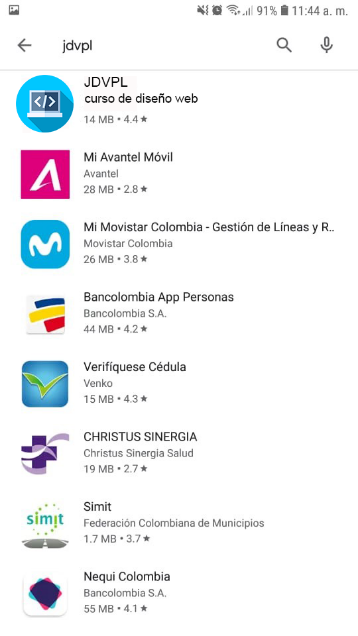 91% 11:44 a. m.
jdvpl
JDVPL
curso de diseño web
14 MB • 4.4 ★
Mi Avantel Móvil
Avantel
28 MB • 2.8 ★
Mi Movistar Colombia - Gestión de Líneas y R..
Movistar Colombia
26 MB • 3.8 ★
Bancolombia App Personas
Bancolombia S.A.
44 MB • 4.2 ★
Verifíquese Cédula
Venko
15 MB • 4.3 ★
CHRISTUS SINERGIA
Christus Sinergia Salud
19 MB • 2.7 ★
simit
Simit
Federación Colombiana de Municipios
1.7 MB • 3.7 ★
Nequi Colombia
Bancolombia S.A.
55 MB • 4.1 ★